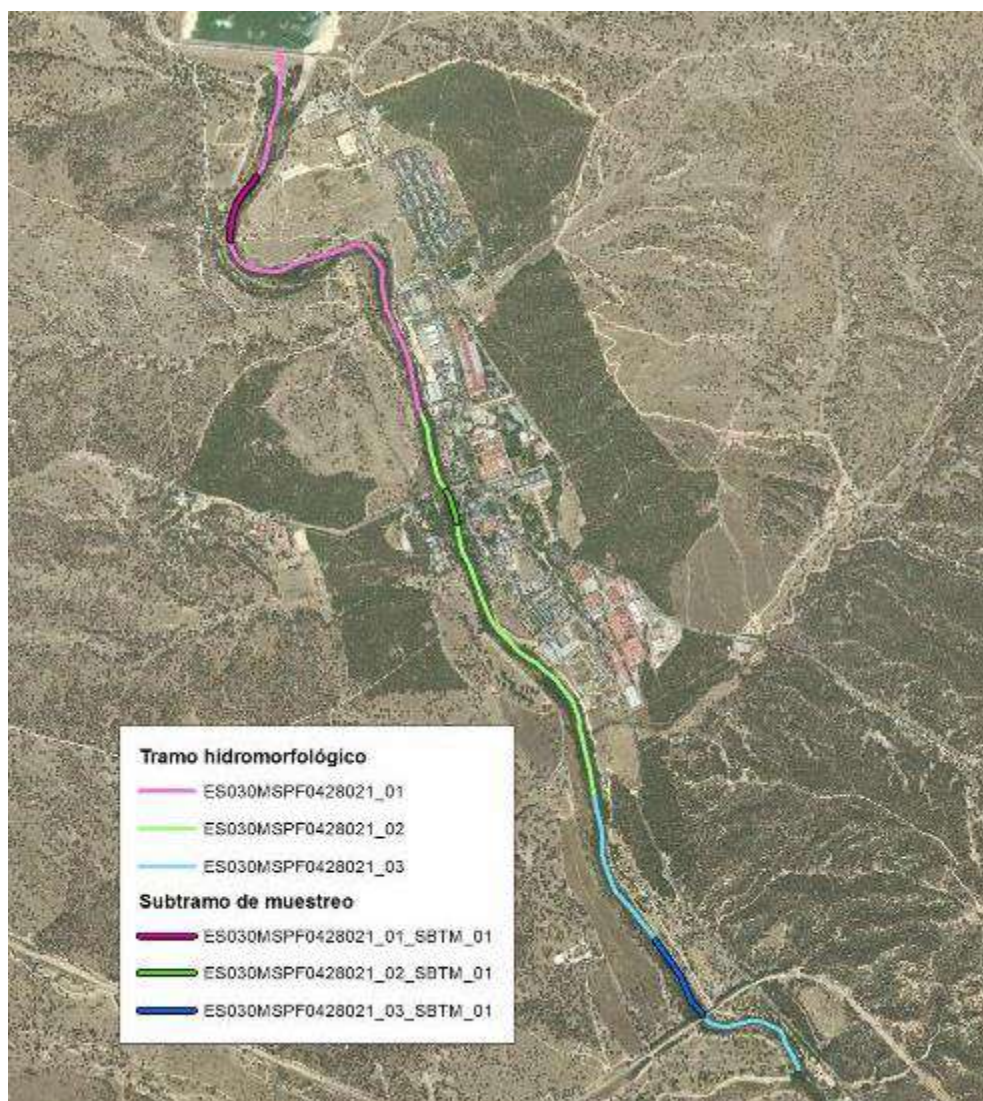 Tramo hidromorfológico
ES030MSPF0428021_01
ES030MSPF0428021_02
ES030MSPF0428021_03
Subtramo de muestreo
ES030MSPF0428021_01_SBTM_01
ES030MSPF0428021_02_SBTM_01
ES030MSPF0428021_03_SBTM_01